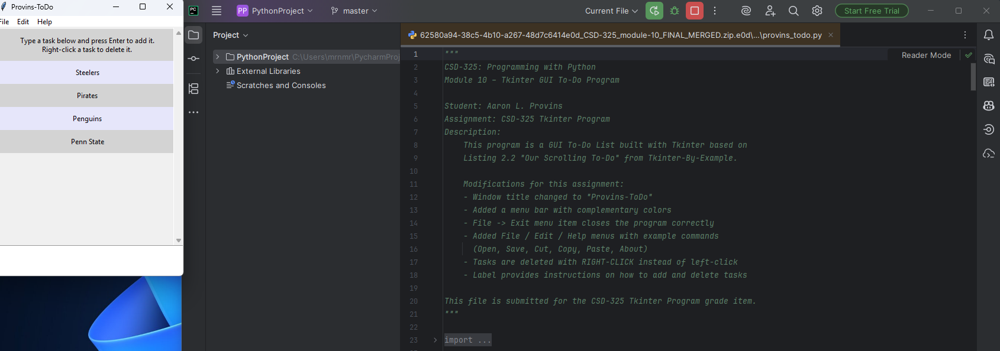 Provins-ToDo
File Edit Help
Type a task below and press Enter to add it.
Right-click a task to delete it.
Steelers
Pirates
Penguins
Penn State
PC
PP PythonProject master Current File Start Free Trial
Project
PythonProject C:\Users\mrnmr\PycharmProj
External Libraries
Scratches and Consoles
62580a94-38c5-4b10-a267-48d7c6414e0d_CSD-325_module-10_FINAL_MERGED.zip.e0d\...\provins_todo.py
Reader Mode
1 """
2 CSD-325: Programming with Python
3 Module 10 – Tkinter GUI To-Do Program
4
5 Student: Aaron L. Provins
6 Assignment: CSD-325 Tkinter Program
7 Description:
8 This program is a GUI To-Do List built with Tkinter based on
9 Listing 2.2 "Our Scrolling To-Do" from Tkinter-By-Example.
10
11 Modifications for this assignment:
12 - Window title changed to "Provins-ToDo"
13 - Added a menu bar with complementary colors
14 - File -> Exit menu item closes the program correctly
15 - Added File / Edit / Help menus with example commands
16 (Open, Save, Cut, Copy, Paste, About)
17 - Tasks are deleted with RIGHT-CLICK instead of left-click
18 - Label provides instructions on how to add and delete tasks
19
20 This file is submitted for the CSD-325 Tkinter Program grade item.
21 """
22
23 import ...